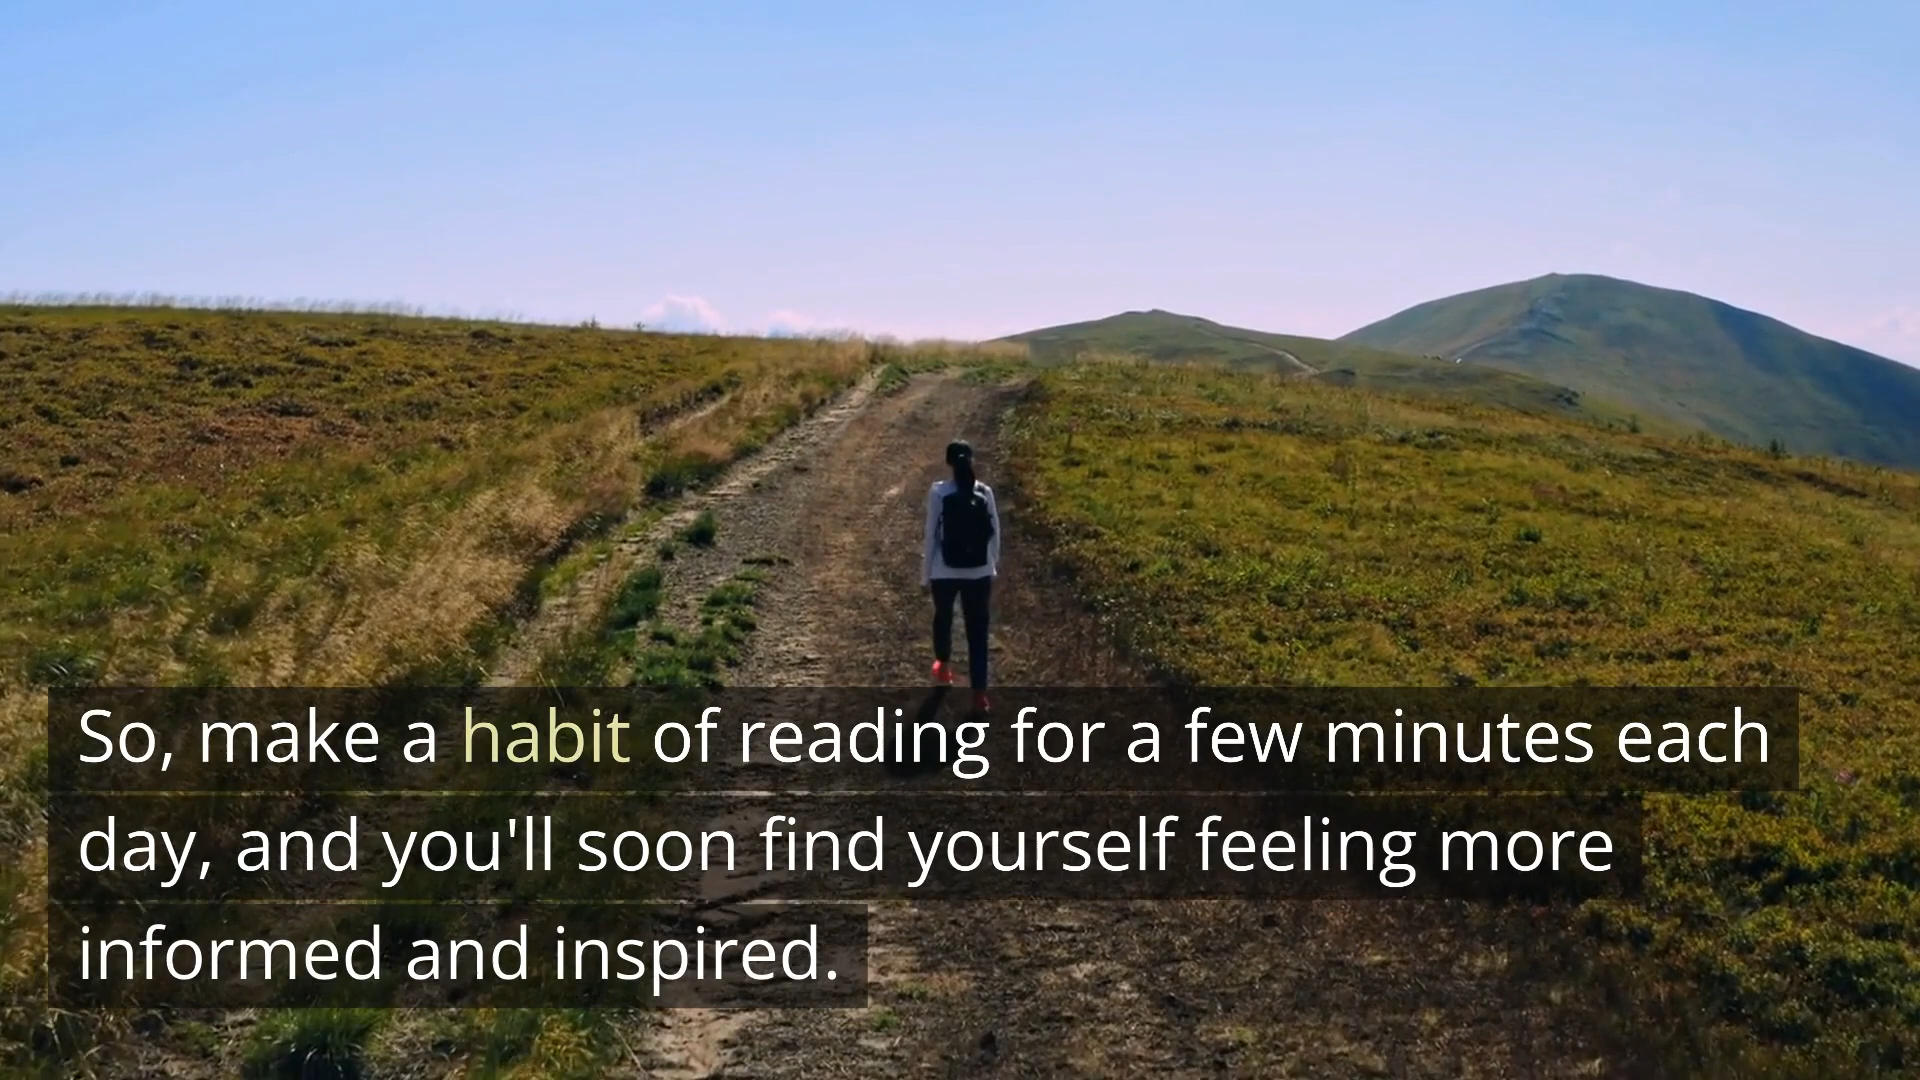 So, make a habit of reading for a few minutes each
day, and you'll soon find yourself feeling more
informed and inspired.